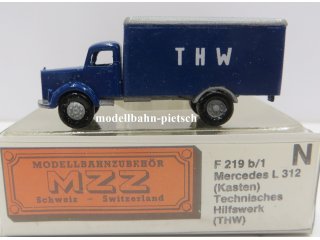 THW
modellbahn-pietsch
MODELLBAHNZUBEHÖR
MZZ
Schweiz - Switzerland
F 219 b/1
Mercedes L 312
(Kasten)
Technisches
Hilfswerk
(THW)
N